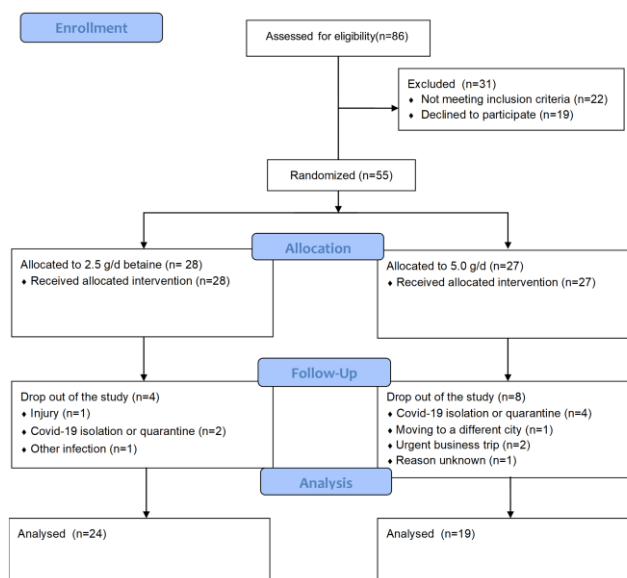 Enrollment
Assessed for eligibility(n=86)
Excluded (n=31)
♦ Not meeting inclusion criteria (n=22)
♦ Declined to participate (n=19)
Randomized (n=55)
Allocation
Allocated to 2.5 g/d betaine (n= 28)
♦ Received allocated intervention (n=28)
Allocated to 5.0 g/d (n=27)
♦ Received allocated intervention (n=27)
Follow-Up
Drop out of the study (n=4)
♦ Injury (n=1)
♦ Covid-19 isolation or quarantine (n=2)
♦ Other infection (n=1)
Drop out of the study (n=8)
♦ Covid-19 isolation or quarantine (n=4)
♦ Moving to a different city (n=1)
♦ Urgent business trip (n=2)
♦ Reason unknown (n=1)
Analysis
Analysed (n=24)
Analysed (n=19)